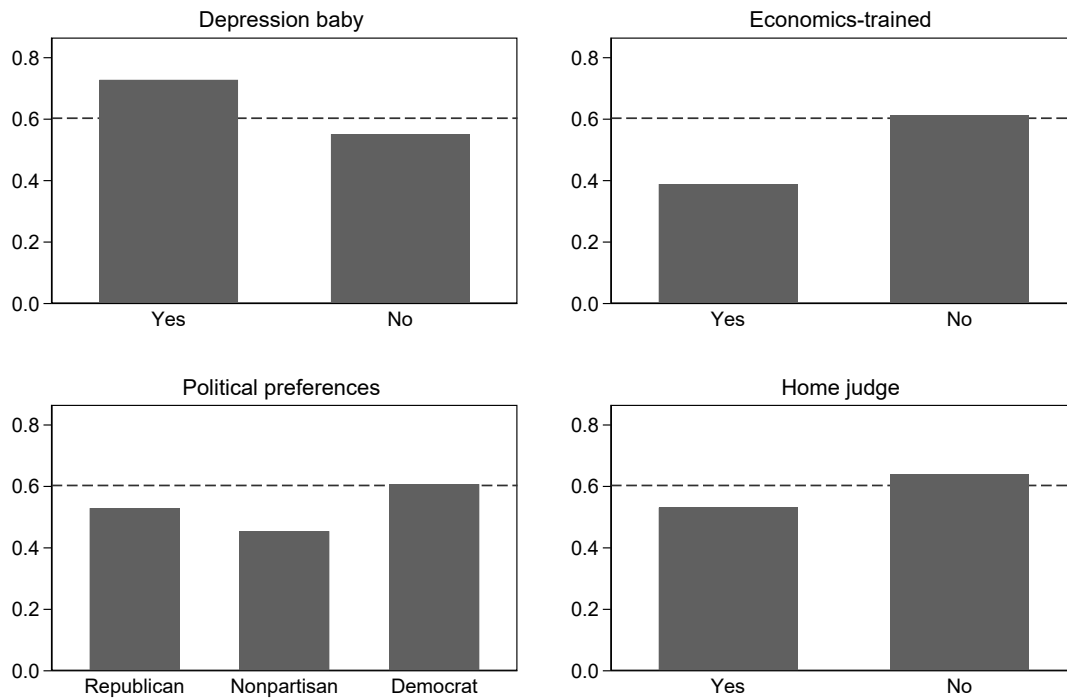 Depression baby
0.8
0.6
0.4
0.2
0.0
Yes No
Economics-trained
0.8
0.6
0.4
0.2
0.0
Yes No
Political preferences
0.8
0.6
0.4
0.2
0.0
Republican Nonpartisan Democrat
Home judge
0.8
0.6
0.4
0.2
0.0
Yes No